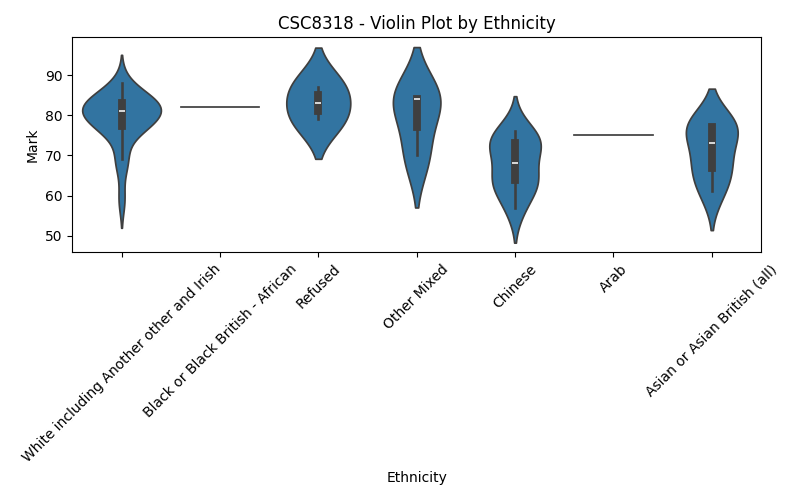 CSC8318 - Violin Plot by Ethnicity
Mark
90
80
70
60
50
White including Another other and Irish
Black or Black British - African
Refused
Other Mixed
Chinese
Arab
Asian or Asian British (all)
Ethnicity